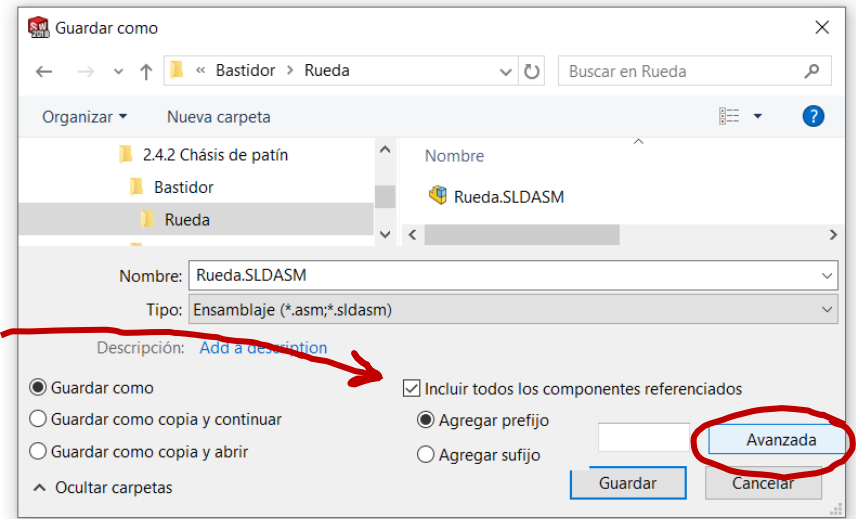 SW 2018 Guardar como
« Bastidor > Rueda Buscar en Rueda
Organizar Nueva carpeta ?
2.4.2 Chásis de patín
Bastidor
Rueda
Nombre
Rueda.SLDASM
Nombre: Rueda.SLDASM
Tipo: Ensamblaje (*.asm;*.sldasm)
Descripción: Add a description
Guardar como
Guardar como copia y continuar
Guardar como copia y abrir
Incluir todos los componentes referenciados
Agregar prefijo
Agregar sufijo
Avanzada
Ocultar carpetas
Guardar Cancelar